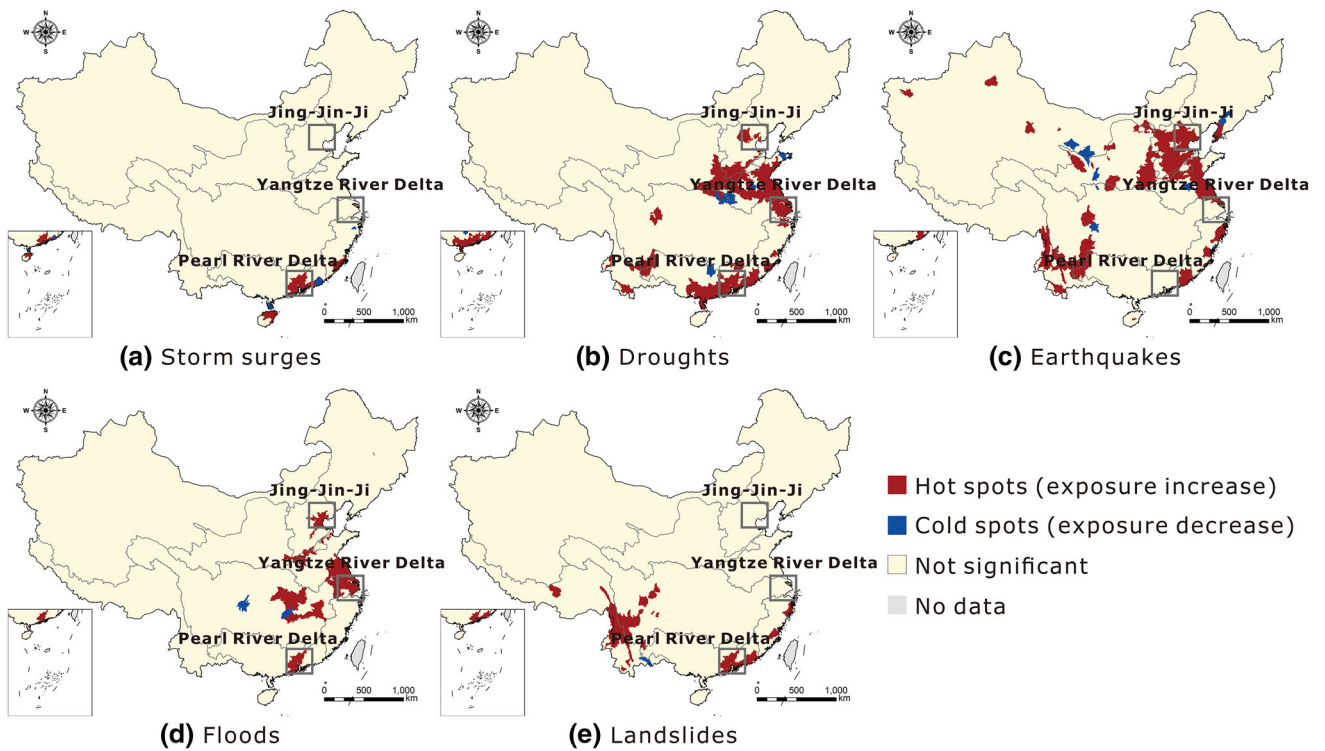 N
W E
S
Jing-Jin-Ji
Yangtze River Delta
Pearl River Delta
0 500 1,000
km
(a) Storm surges
N
W E
S
Jing-Jin-Ji
Yangtze River Delta
Pearl River Delta
0 500 1,000
km
(b) Droughts
N
W E
S
Jing-Jin-Ji
Yangtze River Delta
Pearl River Delta
0 500 1,000
km
(c) Earthquakes
N
W E
S
Jing-Jin-Ji
Yangtze River Delta
Pearl River Delta
0 500 1,000
km
(d) Floods
N
W E
S
Jing-Jin-Ji
Yangtze River Delta
Pearl River Delta
0 500 1,000
km
(e) Landslides
Hot spots (exposure increase)
Cold spots (exposure decrease)
Not significant
No data